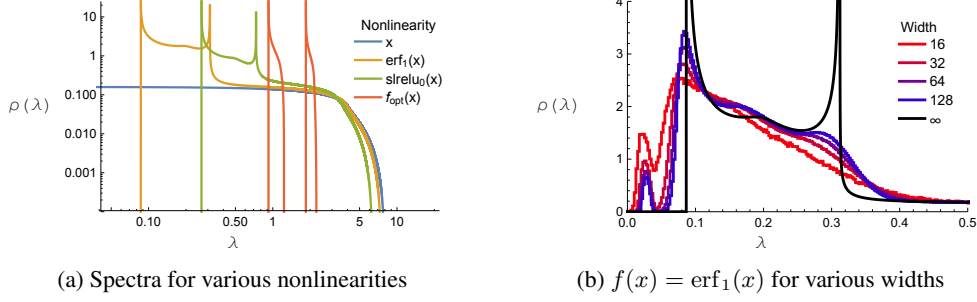 Nonlinearity
x
erf₁(x)
slrelu₀(x)
f_opt(x)
ρ (λ)
10
1
0.100
0.010
0.001
0.10
0.50
1
5
10
λ
(a) Spectra for various nonlinearities
Width
16
32
64
128
∞
ρ (λ)
4
3
2
1
0
0.0
0.1
0.2
0.3
0.4
0.5
λ
(b) f(x) = erf₁(x) for various widths